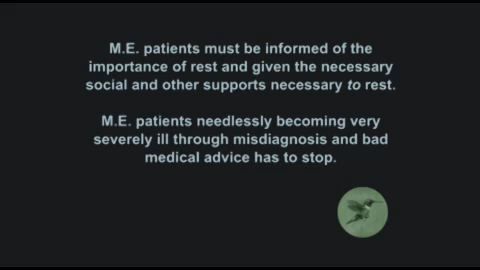 M.E. patients must be informed of the
importance of rest and given the necessary
social and other supports necessary to rest.
M.E. patients needlessly becoming very
severely ill through misdiagnosis and bad
medical advice has to stop.